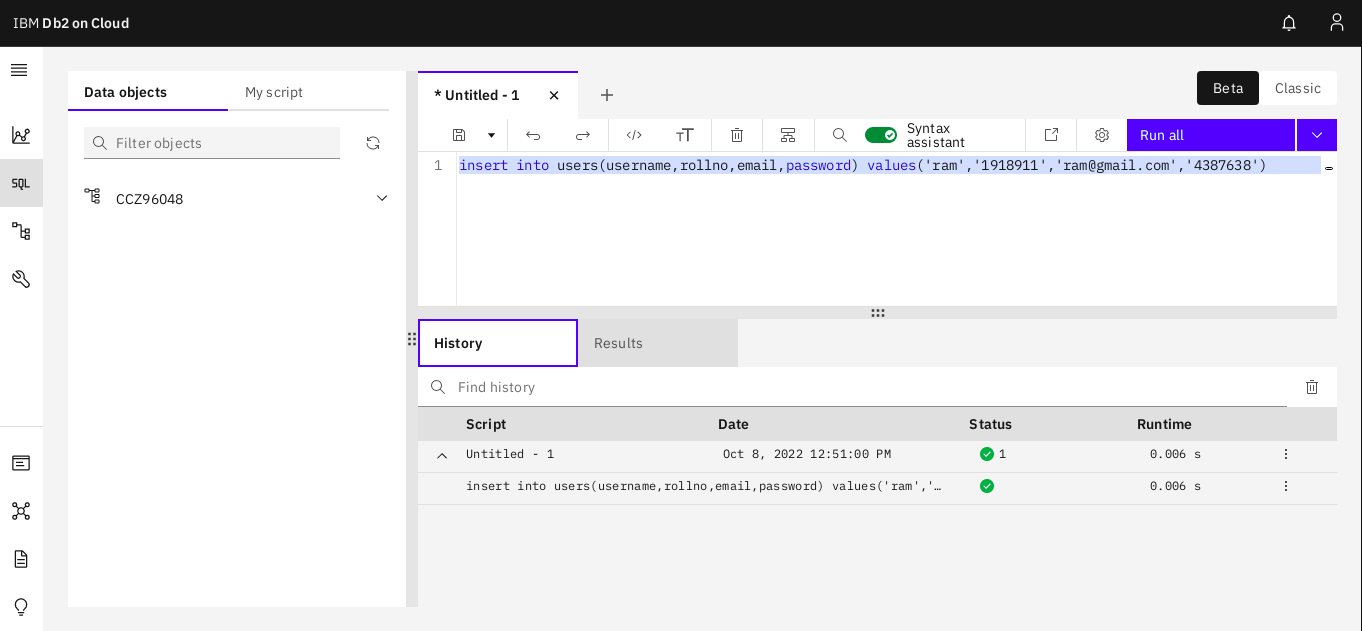 IBM Db2 on Cloud
Data objects My script
* Untitled - 1
Beta Classic
Filter objects
SQL
CCZ96048
Syntax assistant
Run all
1 insert into users(username,rollno,email,password) values('ram','1918911','ram@gmail.com','4387638')
History Results
Find history
Script Date Status Runtime
Untitled - 1 Oct 8, 2022 12:51:00 PM 1 0.006 s
insert into users(username,rollno,email,password) values('ram','… 0.006 s